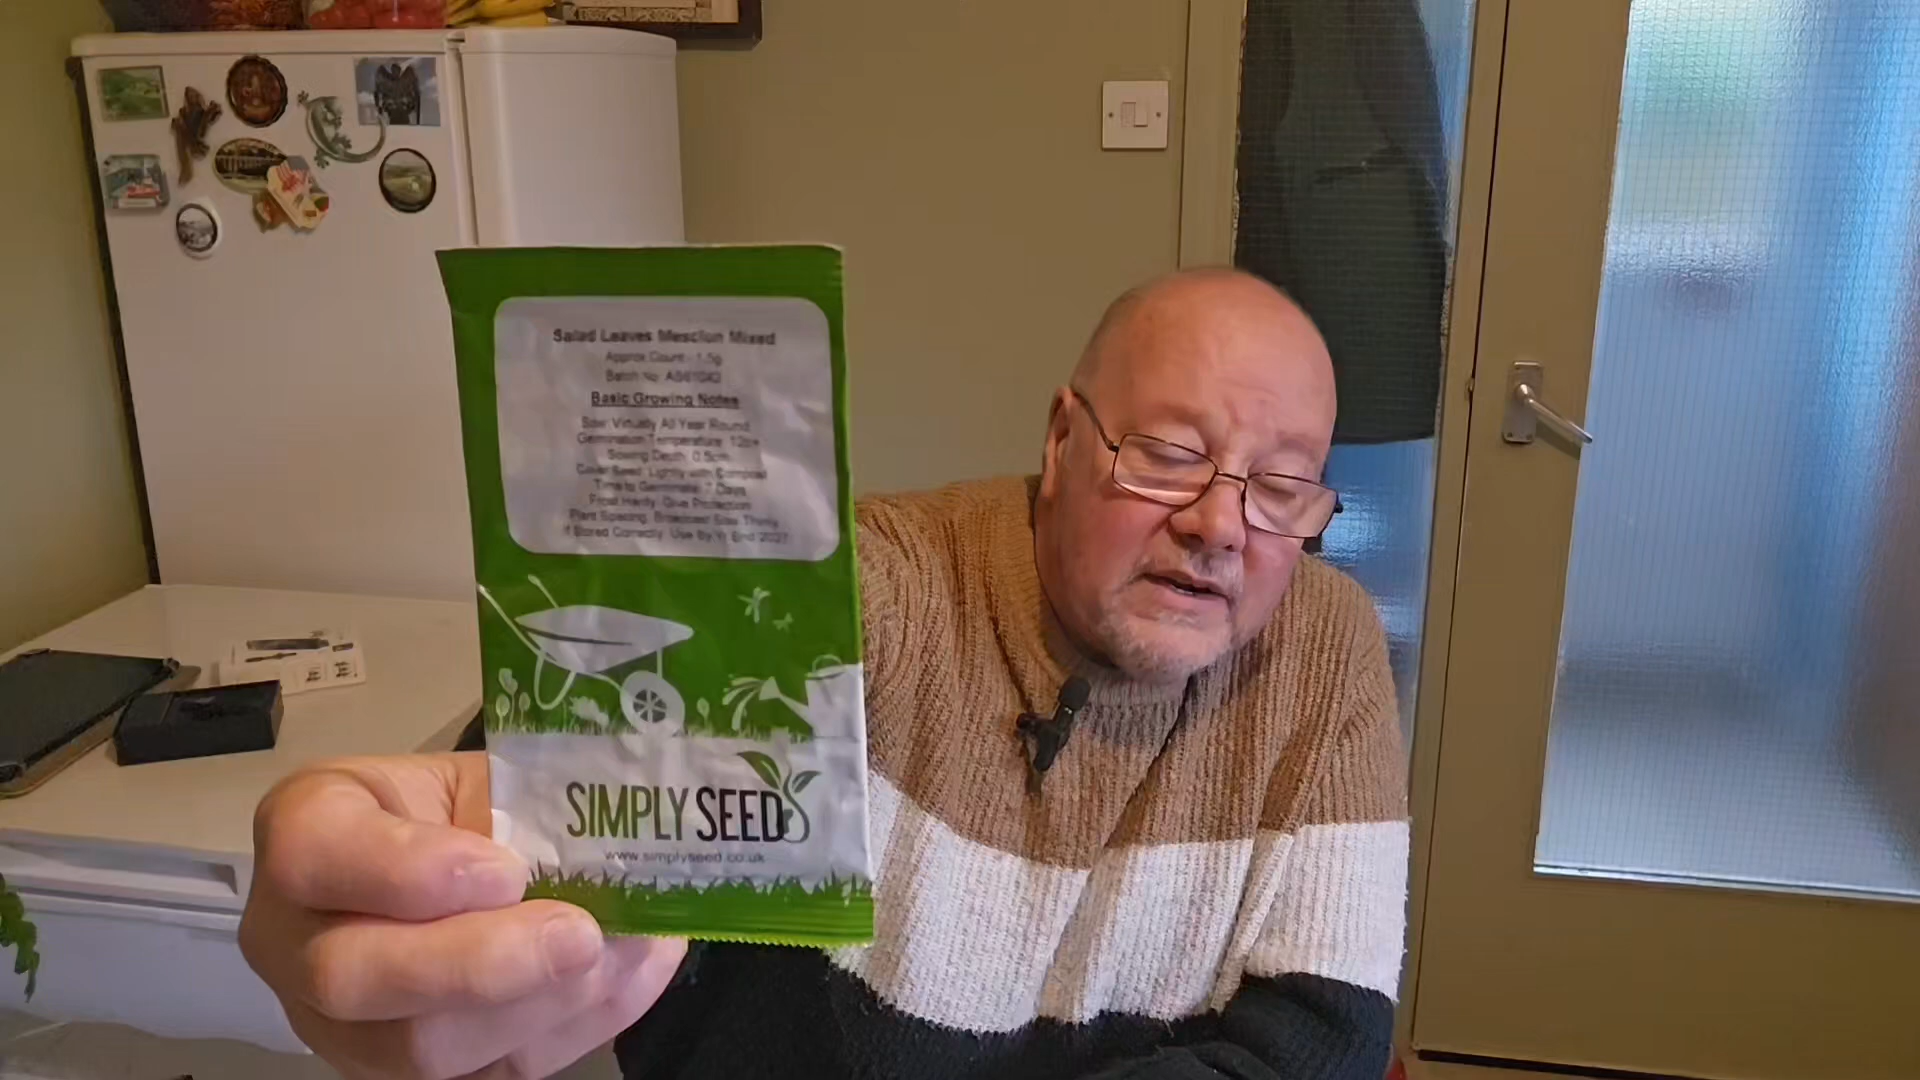 Salad Leaves Mesclun Mixed
Approx Count - 1.5g
Batch No: AS61042
Basic Growing Notes
Sow: Virtually All Year Round
Germination Temperature: 12c+
Sowing Depth: 0.5cm
Cover Seed: Lightly with Compost
Time to Germinate: 7 Days
Frost Hardy: Give Protection
Plant Spacing: Broadcast Sow Thinly
If Stored Correctly: Use By Yr End 2027
SIMPLY SEED
www.simplyseed.co.uk